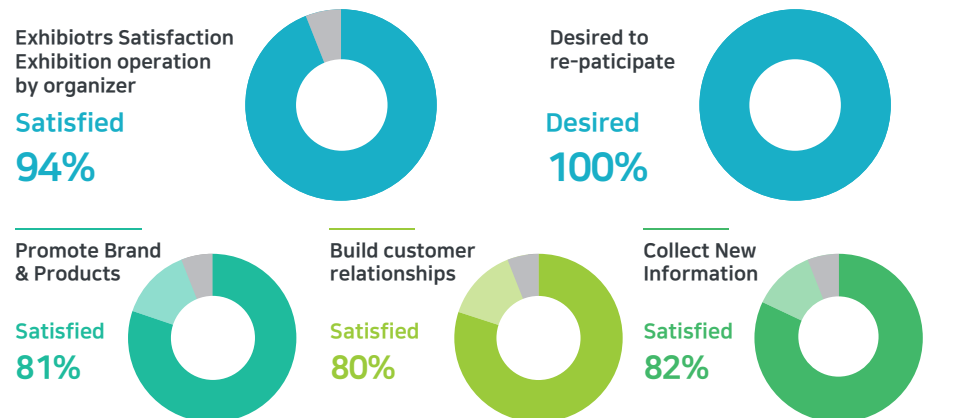 Exhibiotrs Satisfaction
Exhibition operation
by organizer
Satisfied
94%
Desired to
re-paticipate
Desired
100%
Promote Brand
& Products
Satisfied
81%
Build customer
relationships
Satisfied
80%
Collect New
Information
Satisfied
82%